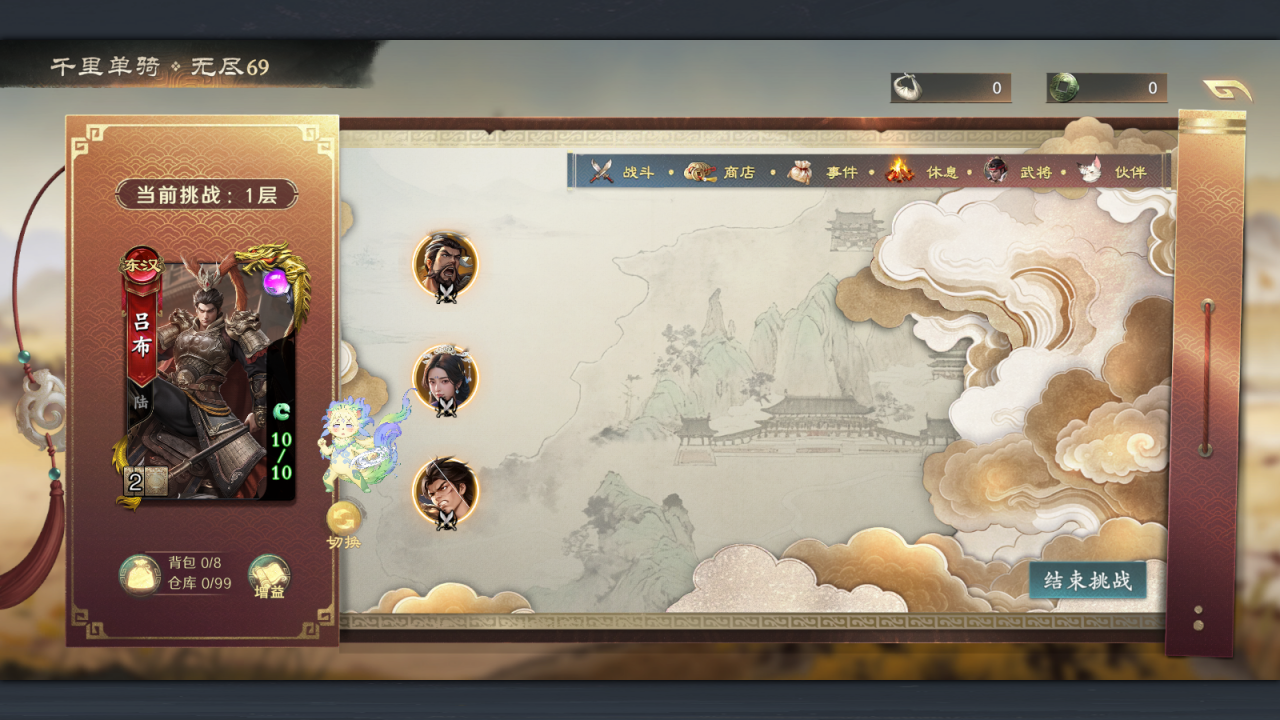 千里单骑 · 无尽69
0
0
战斗 · 商店 · 事件 · 休息 · 武将 · 伙伴
当前挑战：1层
东汉
吕布
陆
10/10
2
切换
背包 0/8
仓库 0/99
增益
结束挑战